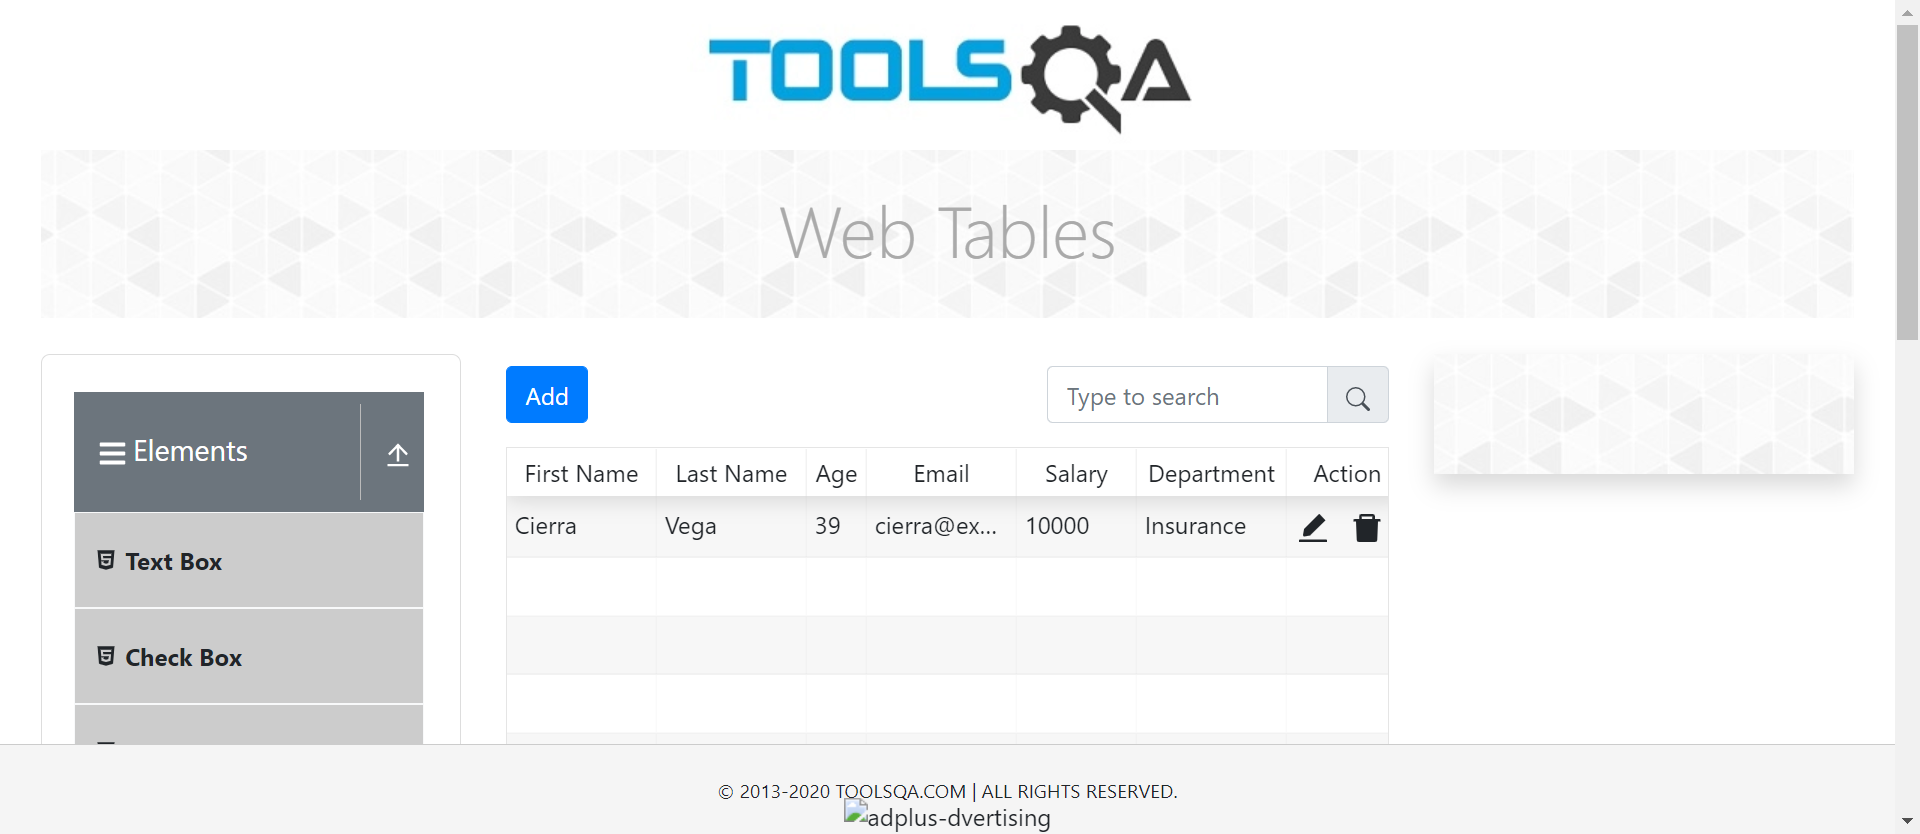 TOOLSQA
Web Tables
Elements
Text Box
Check Box
Add
Type to search
First Name Last Name Age Email Salary Department Action
Cierra Vega 39 cierra@ex... 10000 Insurance
© 2013-2020 TOOLSQA.COM | ALL RIGHTS RESERVED.
adplus-dvertising